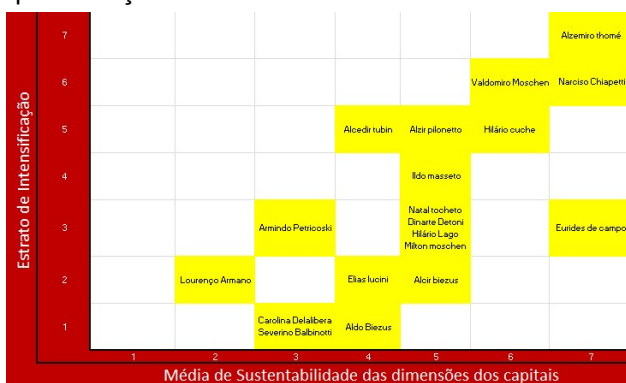 Estrato de Intensificação
7
Alzemiro thomé
6
Valdomiro Moschen
Narciso Chiapetti
5
Alcedir tubin
Alzir pilonetto
Hilário cuche
4
Ildo masseto
3
Armindo Petricoski
Natal tocheto
Dinarte Detoni
Hilário Lago
Milton moschen
Eurides de campo
2
Lourenço Armano
Elias lucini
Alcir biezus
1
Carolina Delalibera
Severino Balbinotti
Aldo Biezus
1 2 3 4 5 6 7
Média de Sustentabilidade das dimensões dos capitais